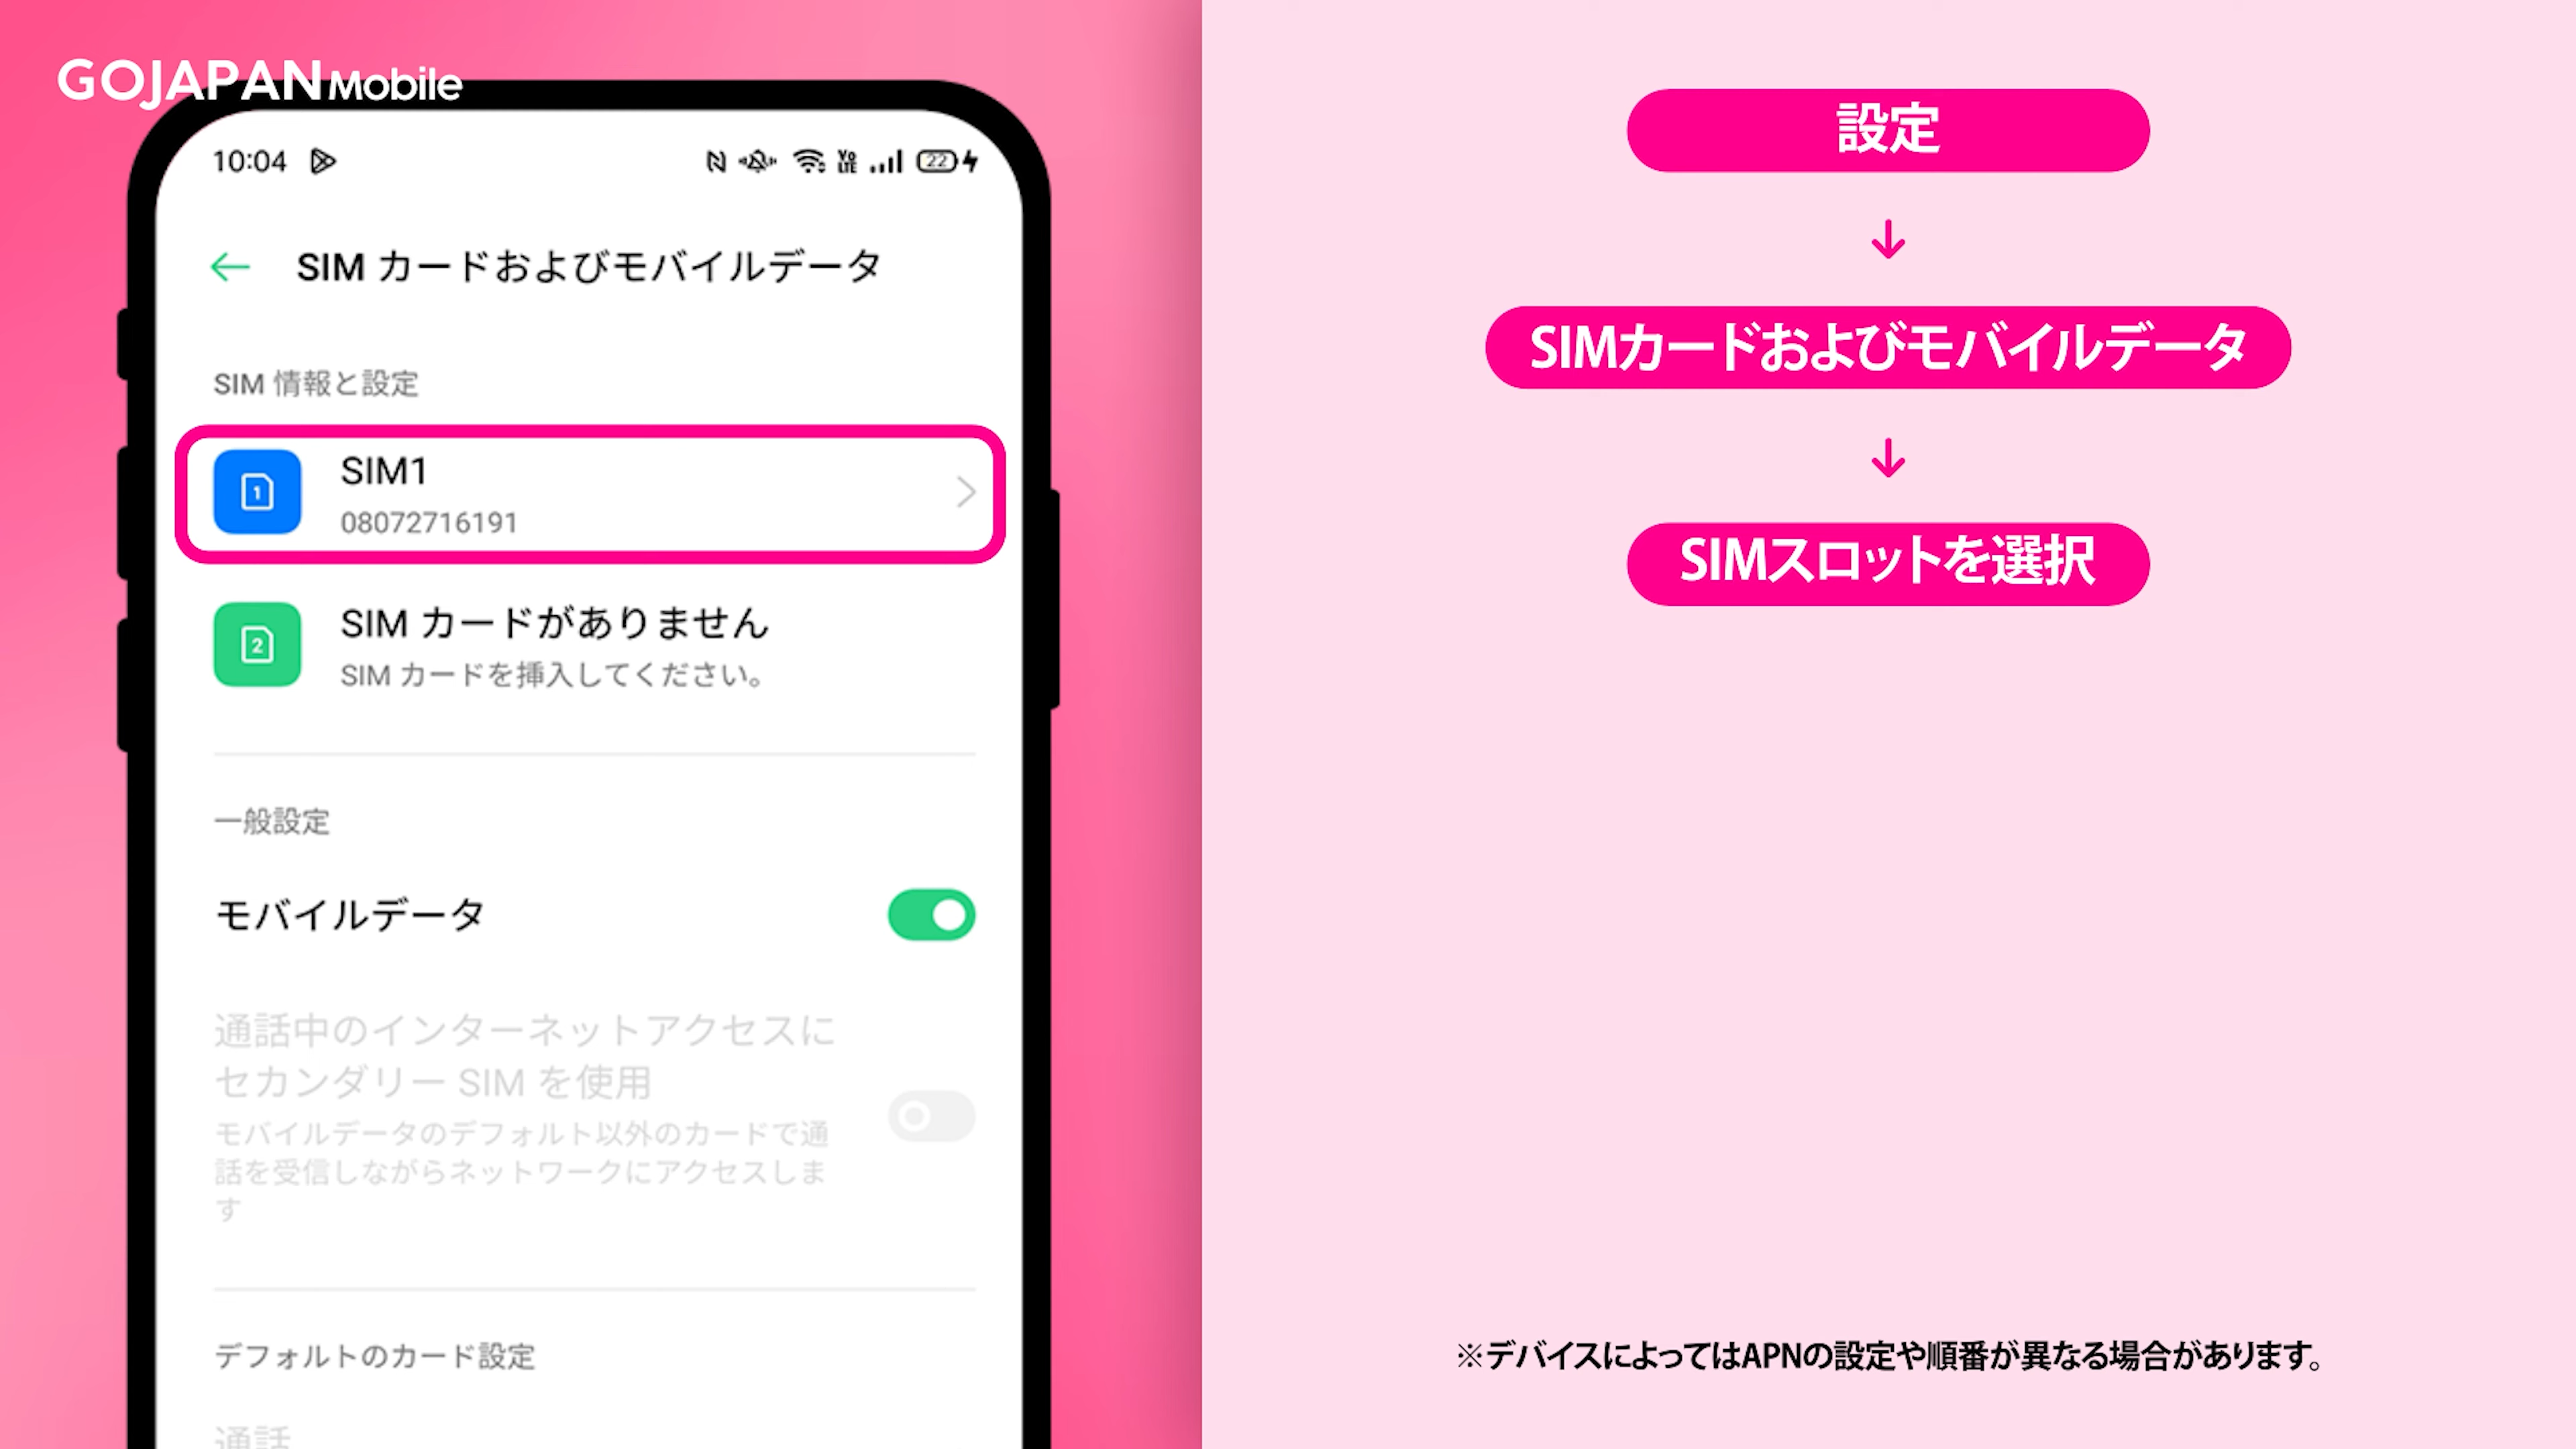 GOJAPAN Mobile
10:04
22
SIM カードおよびモバイルデータ
SIM 情報と設定
1
SIM1
08072716191
2
SIM カードがありません
SIM カードを挿入してください。
一般設定
モバイルデータ
通話中のインターネットアクセスに
セカンダリー SIM を使用
モバイルデータのデフォルト以外のカードで通
話を受信しながらネットワークにアクセスしま
す
デフォルトのカード設定
通話
設定
↓
SIMカードおよびモバイルデータ
↓
SIMスロットを選択
※デバイスによってはAPNの設定や順番が異なる場合があります。